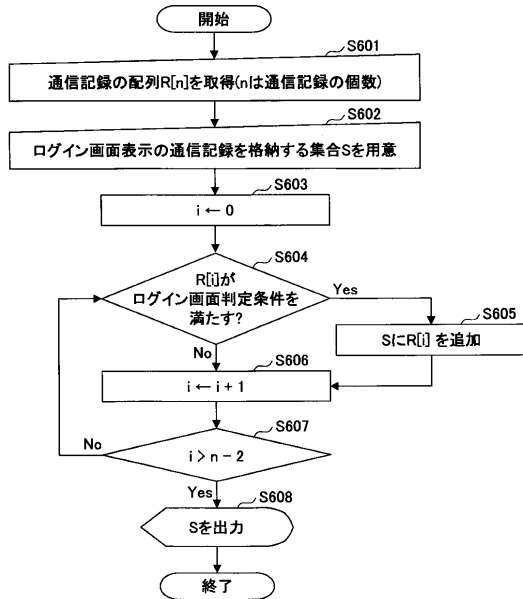 開始
S601
通信記録の配列R[n]を取得(nは通信記録の個数)
S602
ログイン画面表示の通信記録を格納する集合Sを用意
S603
i ← 0
S604
R[i]が
ログイン画面判定条件を
満たす?
Yes
S605
SにR[i] を追加
No
S606
i ← i + 1
S607
No
i > n − 2
Yes
S608
Sを出力
終了